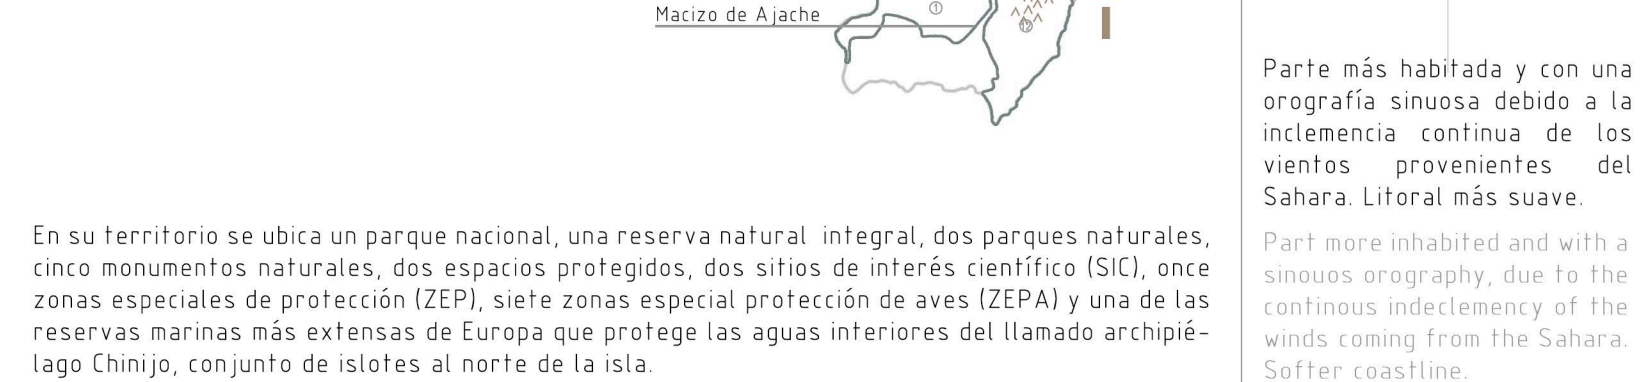 Macizo de Ajache
1
12
En su territorio se ubica un parque nacional, una reserva natural integral, dos parques naturales,
cinco monumentos naturales, dos espacios protegidos, dos sitios de interés científico (SIC), once
zonas especiales de protección (ZEP), siete zonas especial protección de aves (ZEPA) y una de las
reservas marinas más extensas de Europa que protege las aguas interiores del llamado archipié-
lago Chinijo, conjunto de islotes al norte de la isla.
Parte más habitada y con una
orografía sinuosa debido a la
inclemencia continua de los
vientos provenientes del
Sahara. Litoral más suave.
Part more inhabited and with a
sinouos orography, due to the
continous indeclemency of the
winds coming from the Sahara.
Softer coastline.